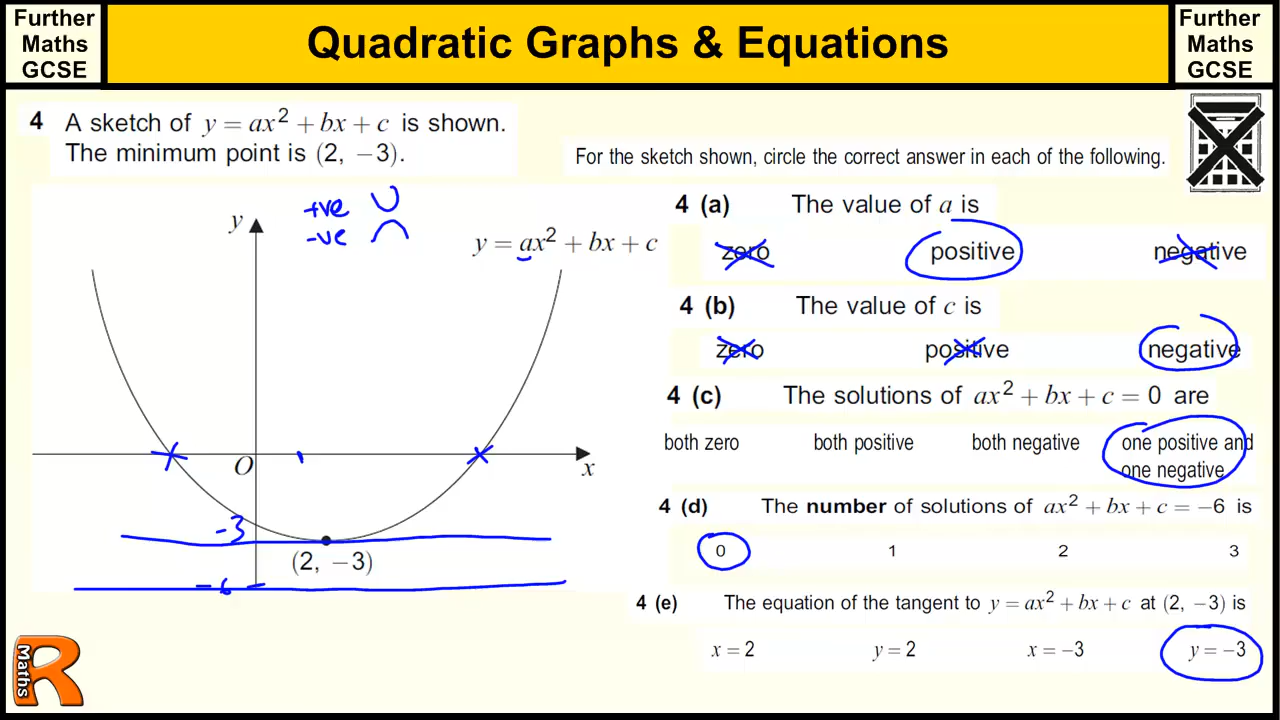 Further
Maths
GCSE
Quadratic Graphs & Equations
Further
Maths
GCSE
4 A sketch of y = ax² + bx + c is shown.
The minimum point is (2, −3).
For the sketch shown, circle the correct answer in each of the following.
+ve
-ve
y
y = ax² + bx + c
O
x
-3
(2, −3)
-6
4 (a) The value of a is
zero positive negative
4 (b) The value of c is
zero positive negative
4 (c) The solutions of ax² + bx + c = 0 are
both zero both positive both negative one positive and
one negative
4 (d) The number of solutions of ax² + bx + c = −6 is
0 1 2 3
4 (e) The equation of the tangent to y = ax² + bx + c at (2, −3) is
x = 2 y = 2 x = −3 y = −3
R
Maths